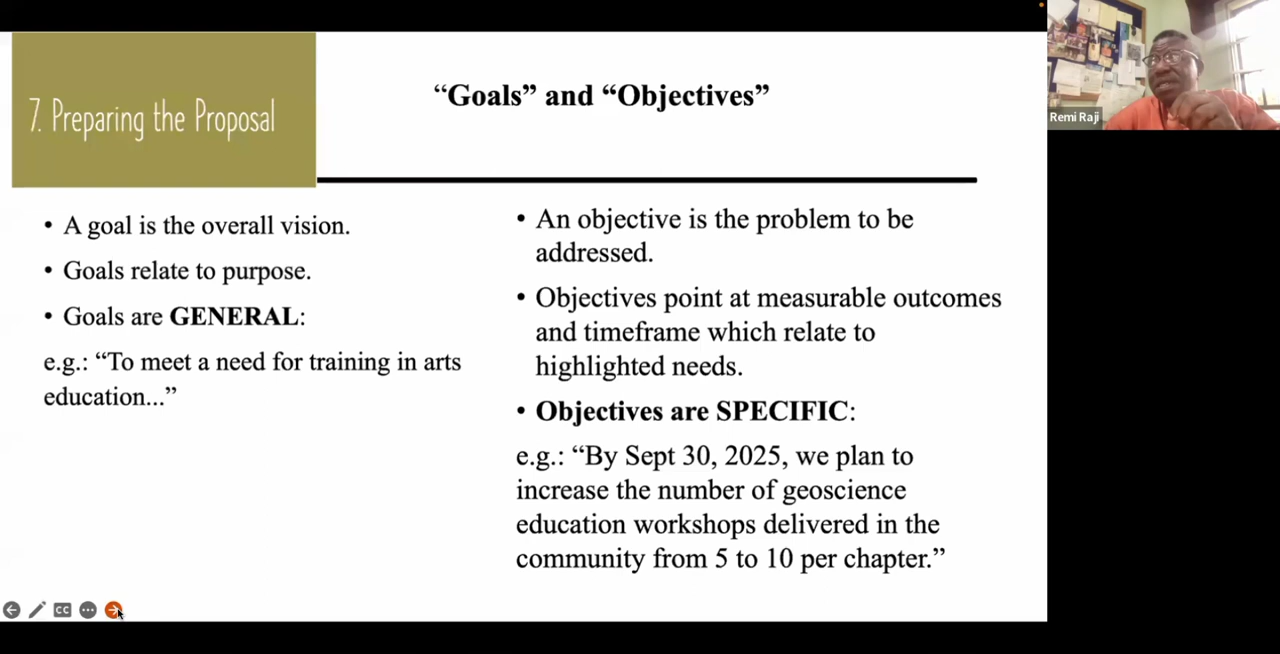 7. Preparing the Proposal
“Goals” and “Objectives”
• A goal is the overall vision.
• Goals relate to purpose.
• Goals are GENERAL:
e.g.: “To meet a need for training in arts
education...”
• An objective is the problem to be
addressed.
• Objectives point at measurable outcomes
and timeframe which relate to
highlighted needs.
• Objectives are SPECIFIC:
e.g.: “By Sept 30, 2025, we plan to
increase the number of geoscience
education workshops delivered in the
community from 5 to 10 per chapter.”
Remi Raji
CC